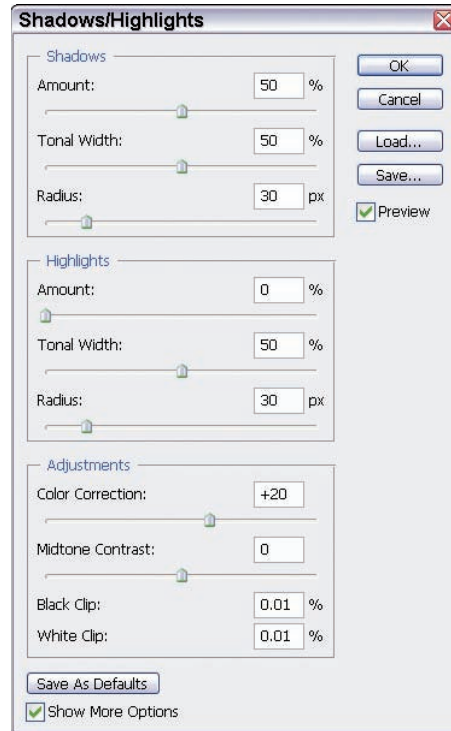 Shadows/Highlights
Shadows
Amount: 50 %
Tonal Width: 50 %
Radius: 30 px
Highlights
Amount: 0 %
Tonal Width: 50 %
Radius: 30 px
Adjustments
Color Correction: +20
Midtone Contrast: 0
Black Clip: 0.01 %
White Clip: 0.01 %
Save As Defaults
Show More Options
OK
Cancel
Load...
Save...
Preview